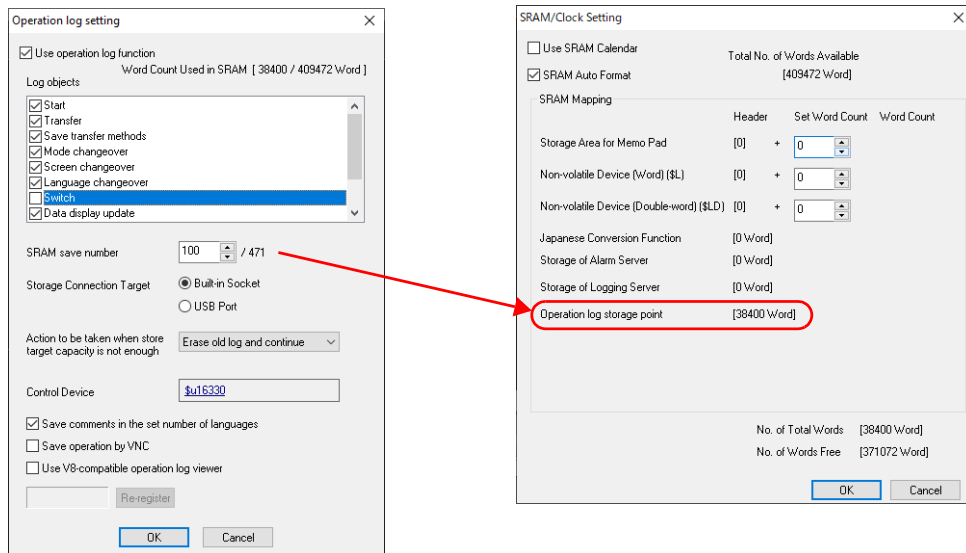 Operation log setting
Use operation log function
Word Count Used in SRAM [ 38400 / 409472 Word ]
Log objects
Start
Transfer
Save transfer methods
Mode changeover
Screen changeover
Language changeover
Switch
Data display update
SRAM save number
100
/ 471
Storage Connection Target
Built-in Socket
USB Port
Action to be taken when store
target capacity is not enough
Erase old log and continue
Control Device
$u16330
Save comments in the set number of languages
Save operation by VNC
Use V8-compatible operation log viewer
Re-register
OK
Cancel
SRAM/Clock Setting
Use SRAM Calendar
Total No. of Words Available
SRAM Auto Format
[409472 Word]
SRAM Mapping
Header
Set Word Count
Word Count
Storage Area for Memo Pad
[0]
+
0
Non-volatile Device (Word) ($L)
[0]
+
0
Non-volatile Device (Double-word) ($LD)
[0]
+
0
Japanese Conversion Function
[0 Word]
Storage of Alarm Server
[0 Word]
Storage of Logging Server
[0 Word]
Operation log storage point
[38400 Word]
No. of Total Words
[38400 Word]
No. of Words Free
[371072 Word]
OK
Cancel